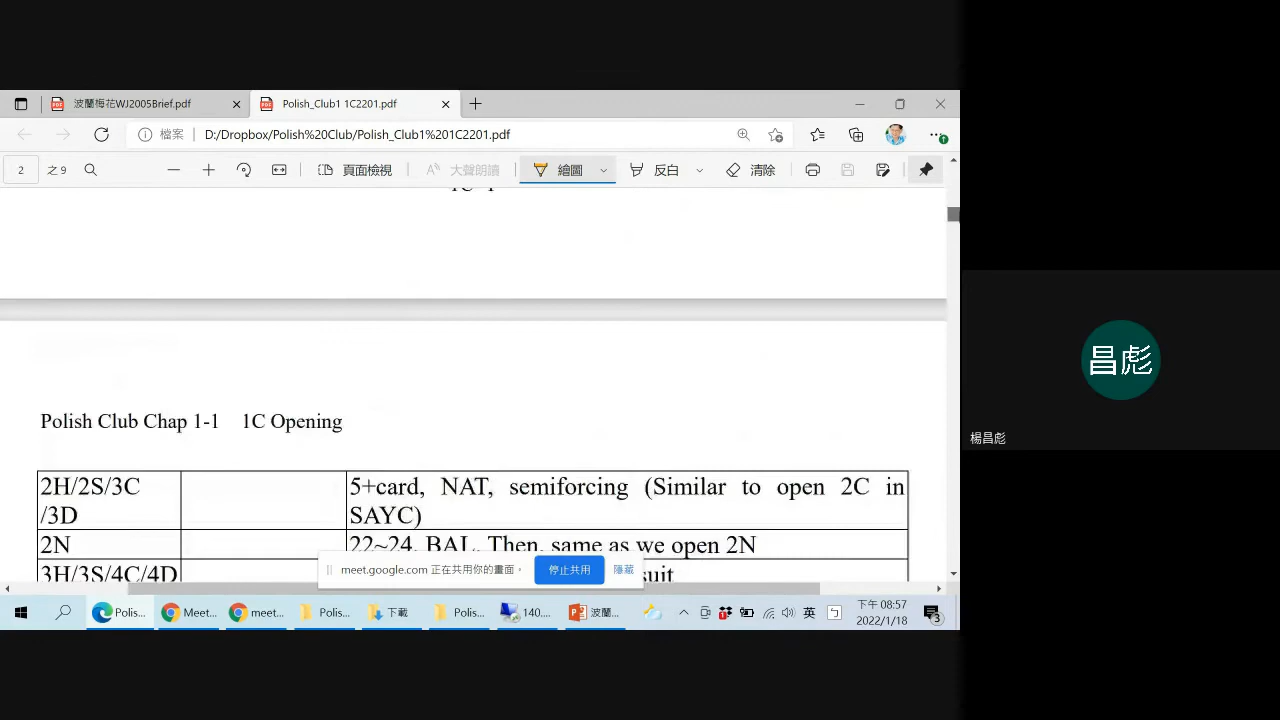 波蘭梅花WJ2005Brief.pdf
Polish_Club1 1C2201.pdf
檔案 D:/Dropbox/Polish%20Club/Polish_Club1%201C2201.pdf
2 之 9 頁面檢視 大聲朗讀 繪圖 反白 清除
Polish Club Chap 1-1 1C Opening
2H/2S/3C
/3D
5+card, NAT, semiforcing (Similar to open 2C in
SAYC)
2N
22~24, BAL. Then, same as we open 2N
3H/3S/4C/4D
suit
meet.google.com 正在共用你的畫面。 停止共用 隱藏
Polis...
Meet...
meet...
Polis...
下載
Polis...
140....
波蘭...
英
下午 08:57
2022/1/18
3
昌彪
楊昌彪